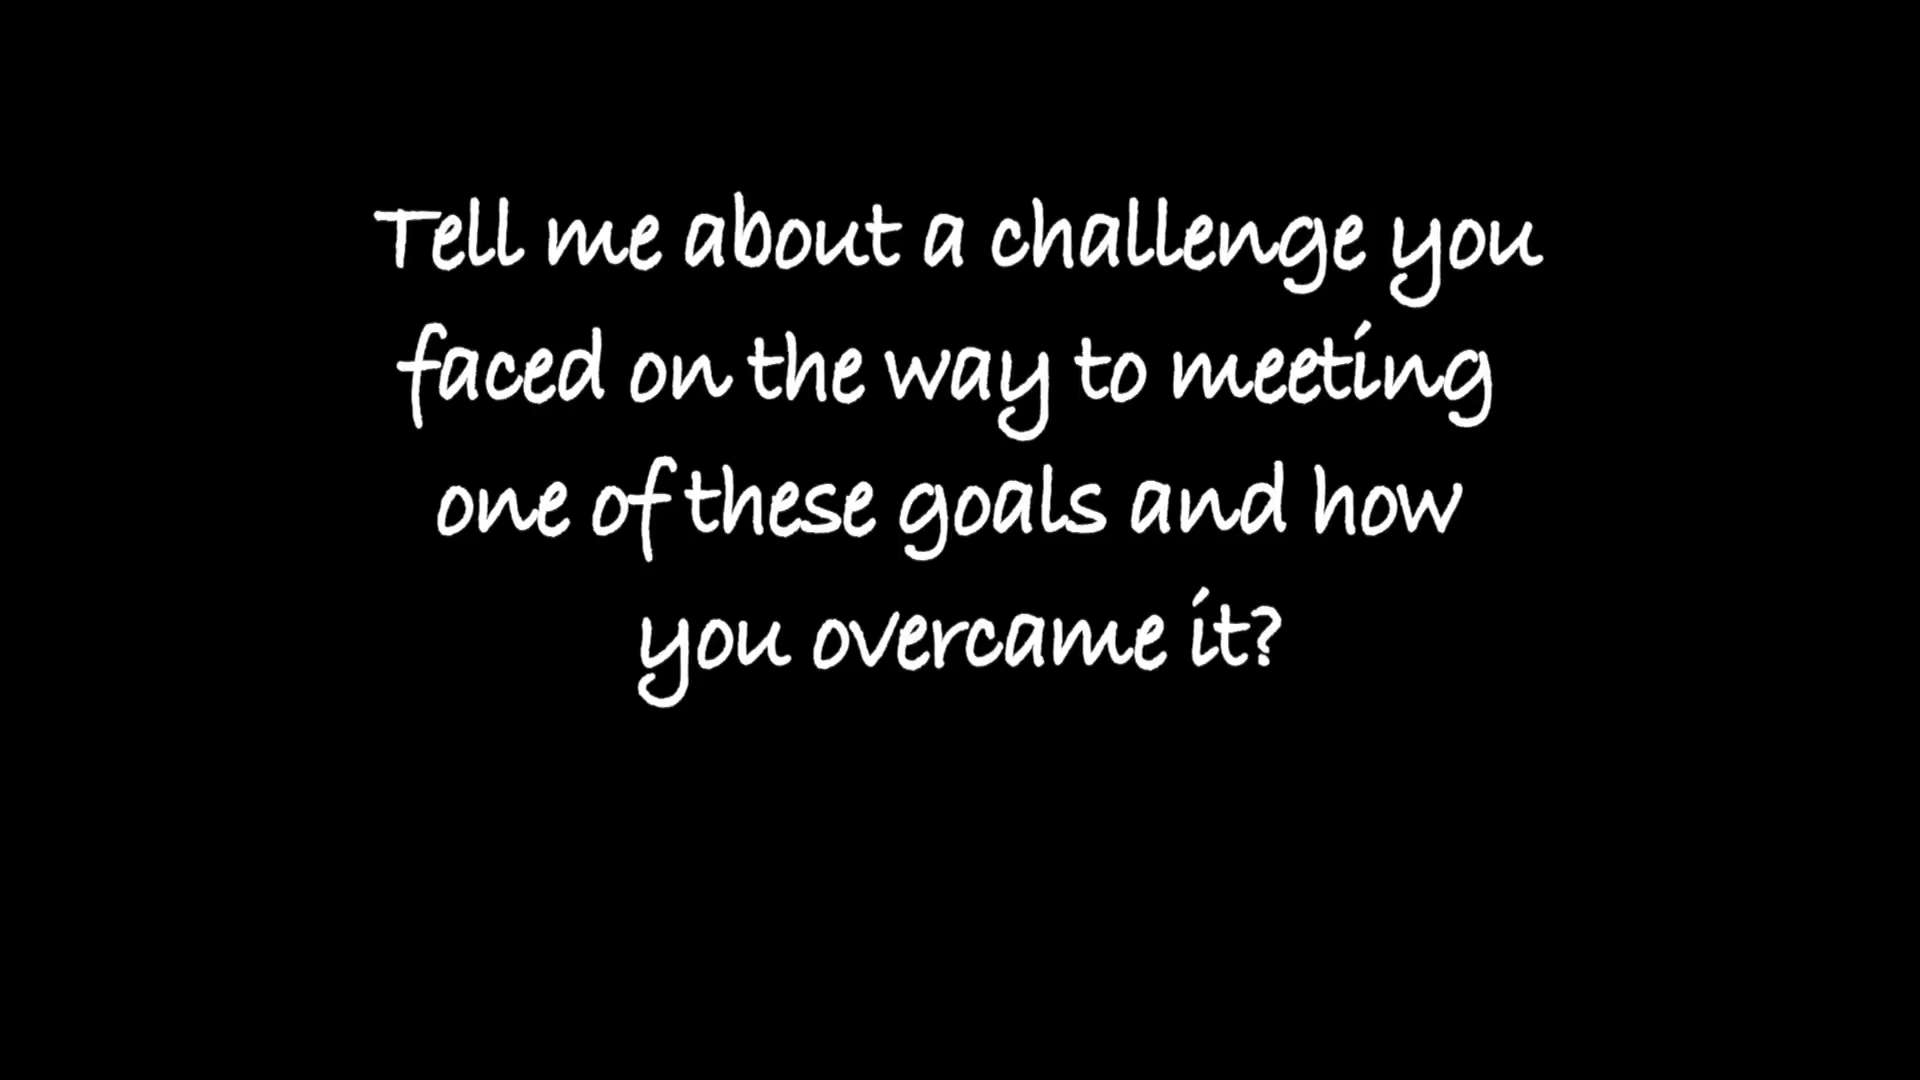 Tell me about a challenge you
faced on the way to meeting
one of these goals and how
you overcame it?